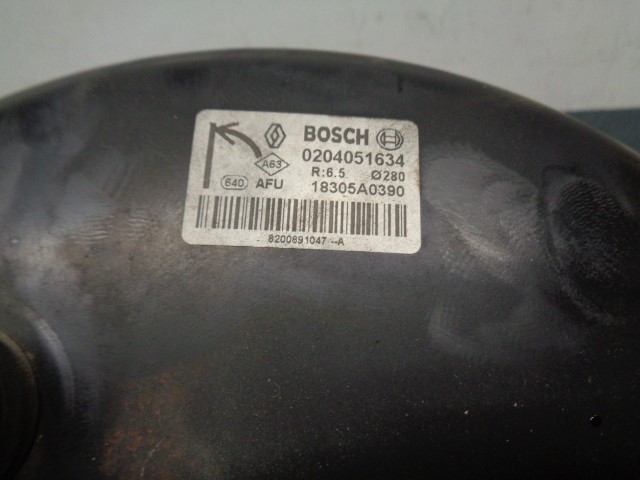 BOSCH
0204051634
A63
R:6.5 Ø280
640 AFU 18305A0390
8200691047--A